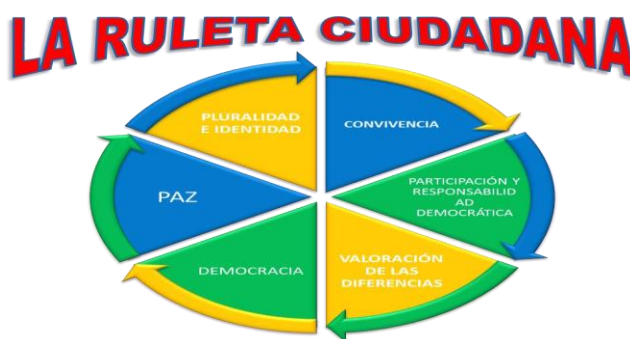 LA RULETA CIUDADANA
PLURALIDAD
E IDENTIDAD
CONVIVENCIA
PAZ
PARTICIPACIÓN Y
RESPONSABILID
AD
DEMOCRÁTICA
DEMOCRACIA
VALORACIÓN
DE LAS
DIFERENCIAS